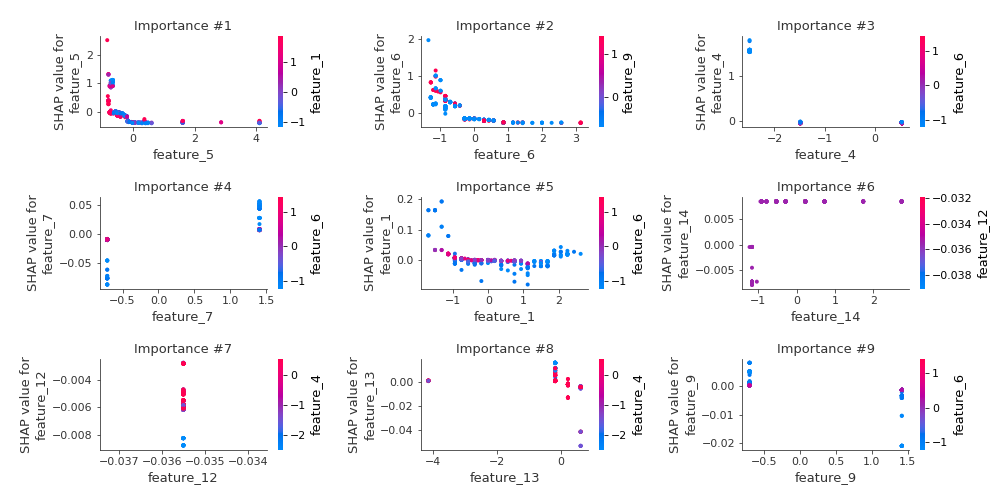 Importance #1
SHAP value for
feature_5
2
1
0
0
2
4
feature_5
1
0
−1
feature_1
Importance #2
SHAP value for
feature_6
2
1
0
−1
0
1
2
3
feature_6
1
0
feature_9
Importance #3
SHAP value for
feature_4
1
0
−2
−1
0
feature_4
1
0
−1
feature_6
Importance #4
SHAP value for
feature_7
0.05
0.00
−0.05
−0.5
0.0
0.5
1.0
1.5
feature_7
1
0
−1
feature_6
Importance #5
SHAP value for
feature_1
0.2
0.1
0.0
−1
0
1
2
feature_1
1
0
−1
feature_6
Importance #6
SHAP value for
feature_14
0.005
0.000
−0.005
−1
0
1
2
feature_14
−0.032
−0.034
−0.036
−0.038
feature_12
Importance #7
SHAP value for
feature_12
−0.004
−0.006
−0.008
−0.037
−0.036
−0.035
−0.034
feature_12
0
−1
−2
feature_4
Importance #8
SHAP value for
feature_13
0.00
−0.02
−0.04
−4
−2
0
feature_13
0
−1
−2
feature_4
Importance #9
SHAP value for
feature_9
0.00
−0.01
−0.02
−0.5
0.0
0.5
1.0
1.5
feature_9
1
0
−1
feature_6